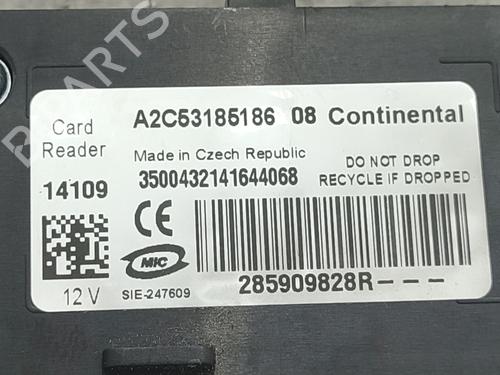 B-PARTS
Card Reader
A2C53185186 08 Continental
Made in Czech Republic
14109
3500432141644068
DO NOT DROP
RECYCLE IF DROPPED
CE
MIC
12 V
SIE-247609
285909828R---